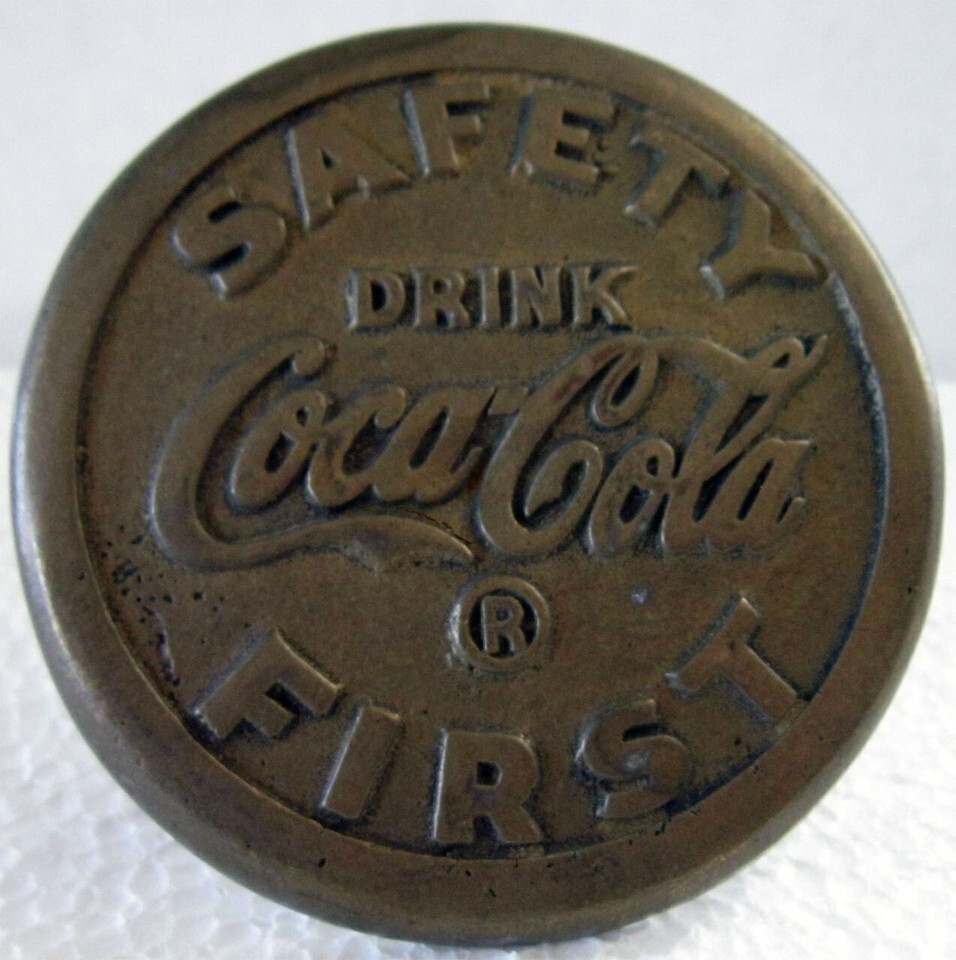 SAFETY
DRINK
Coca-Cola
®
FIRST